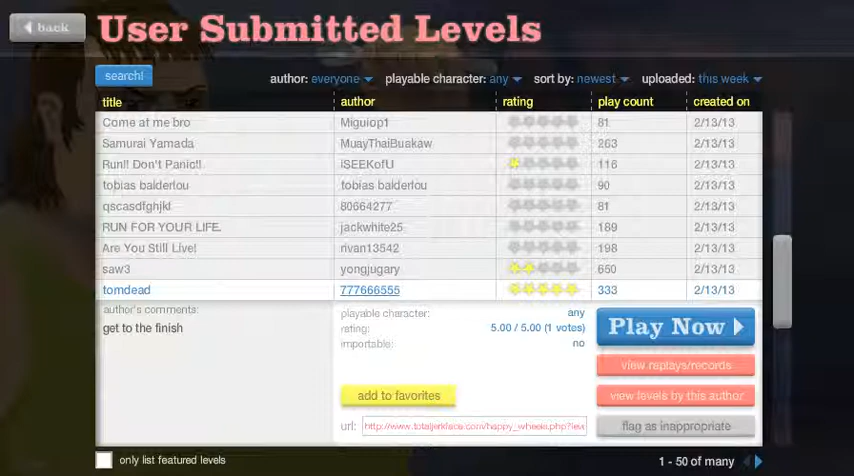 back User Submitted Levels
search!
author: everyone playable character: any sort by: newest uploaded: this week
title author rating play count created on
Come at me bro Miguiop1 81 2/13/13
Samurai Yamada MuayThaiBuakaw 263 2/13/13
Run!! Don't Panic!! iSEEKofU 116 2/13/13
tobias balderlou tobias balderlou 90 2/13/13
qscasdfghjkl 80664277 81 2/13/13
RUN FOR YOUR LIFE. jackwhite25 189 2/13/13
Are You Still Live! rivan13542 198 2/13/13
saw3 yongjugary 650 2/13/13
tomdead 777666555 333 2/13/13
author's comments:
get to the finish
playable character: any
rating: 5.00 / 5.00 (1 votes)
importable: no
add to favorites
url: http://www.totaljerkface.com/happy_wheels.php?leve
Play Now
view replays/records
view levels by this author
flag as inappropriate
only list featured levels
1 - 50 of many